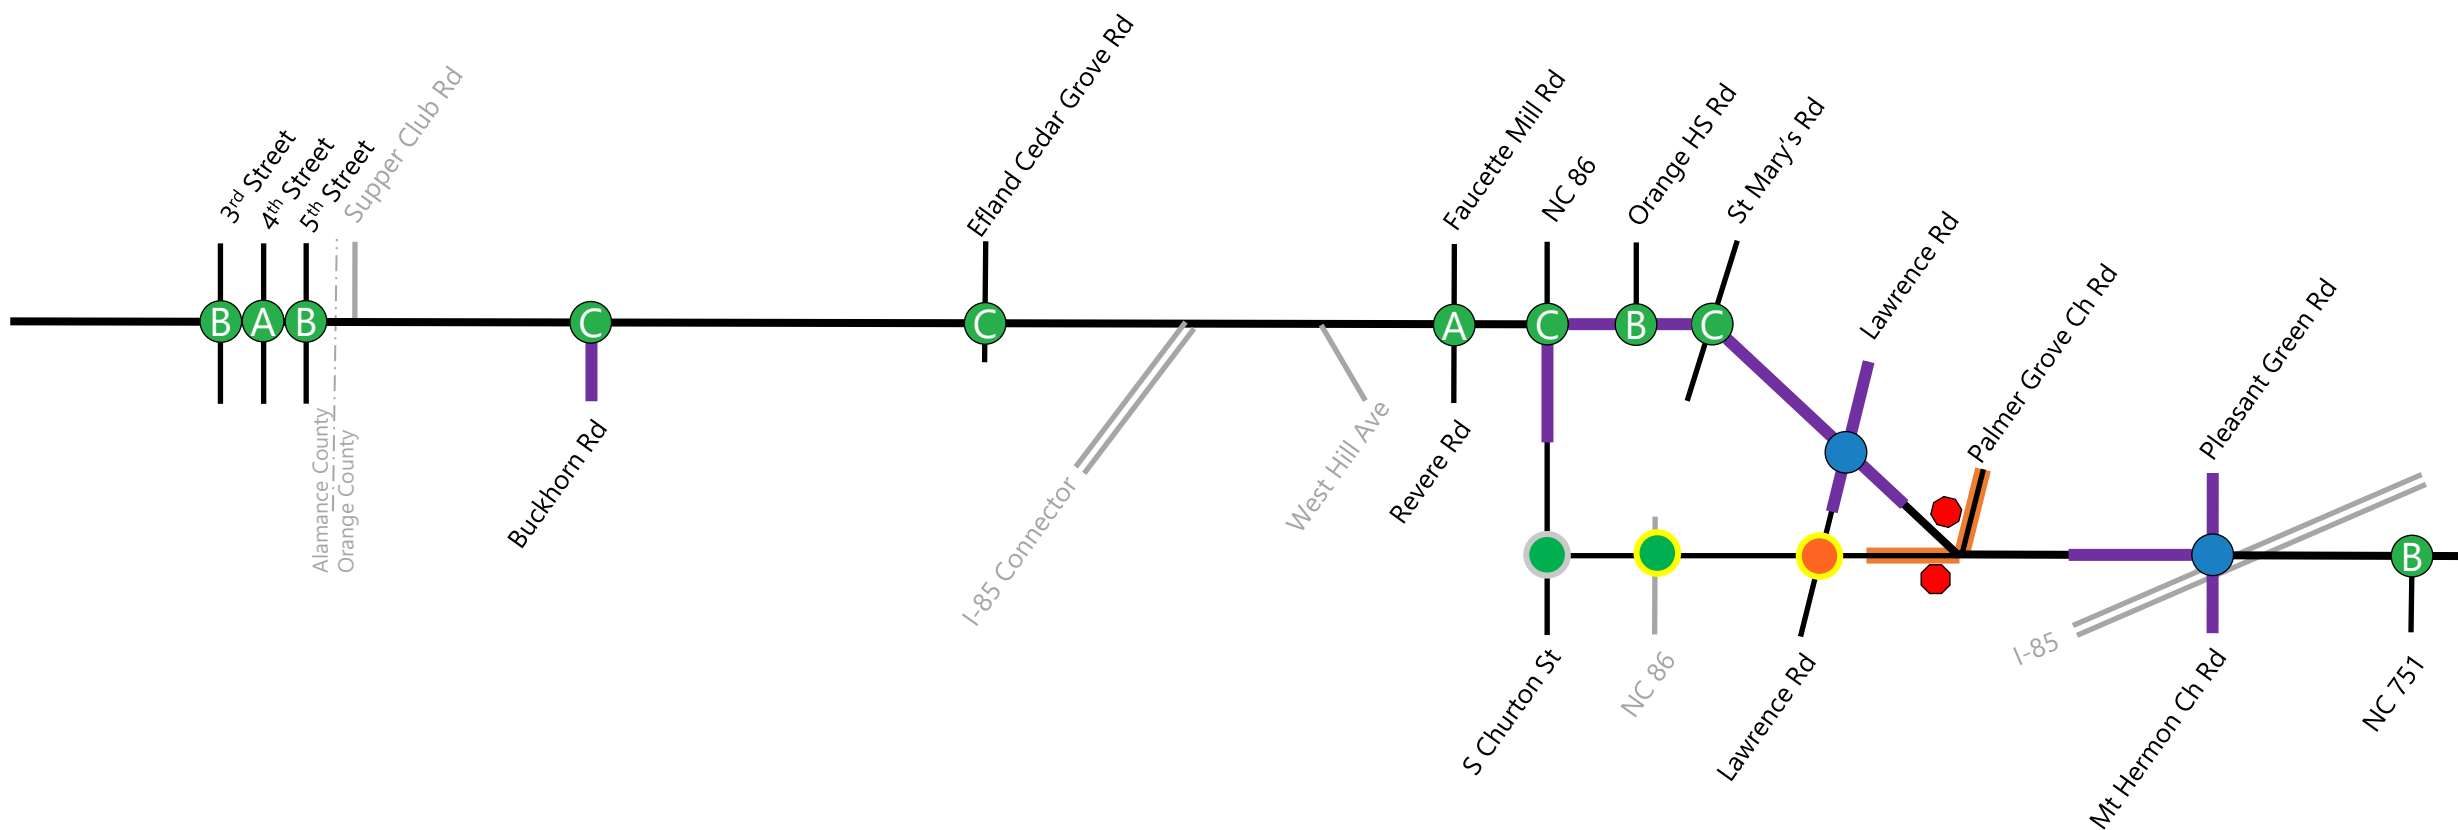 3rd Street
4th Street
5th Street
Supper Club Rd
Efland Cedar Grove Rd
Faucette Mill Rd
NC 86
Orange HS Rd
St Mary's Rd
Lawrence Rd
Palmer Grove Ch Rd
Pleasant Green Rd
B
A
B
C
C
A
C
B
C
B
Alamance County
Orange County
Buckhorn Rd
I-85 Connector
West Hill Ave
Revere Rd
S Churton St
NC 86
Lawrence Rd
I-85
Mt Hermon Ch Rd
NC 751